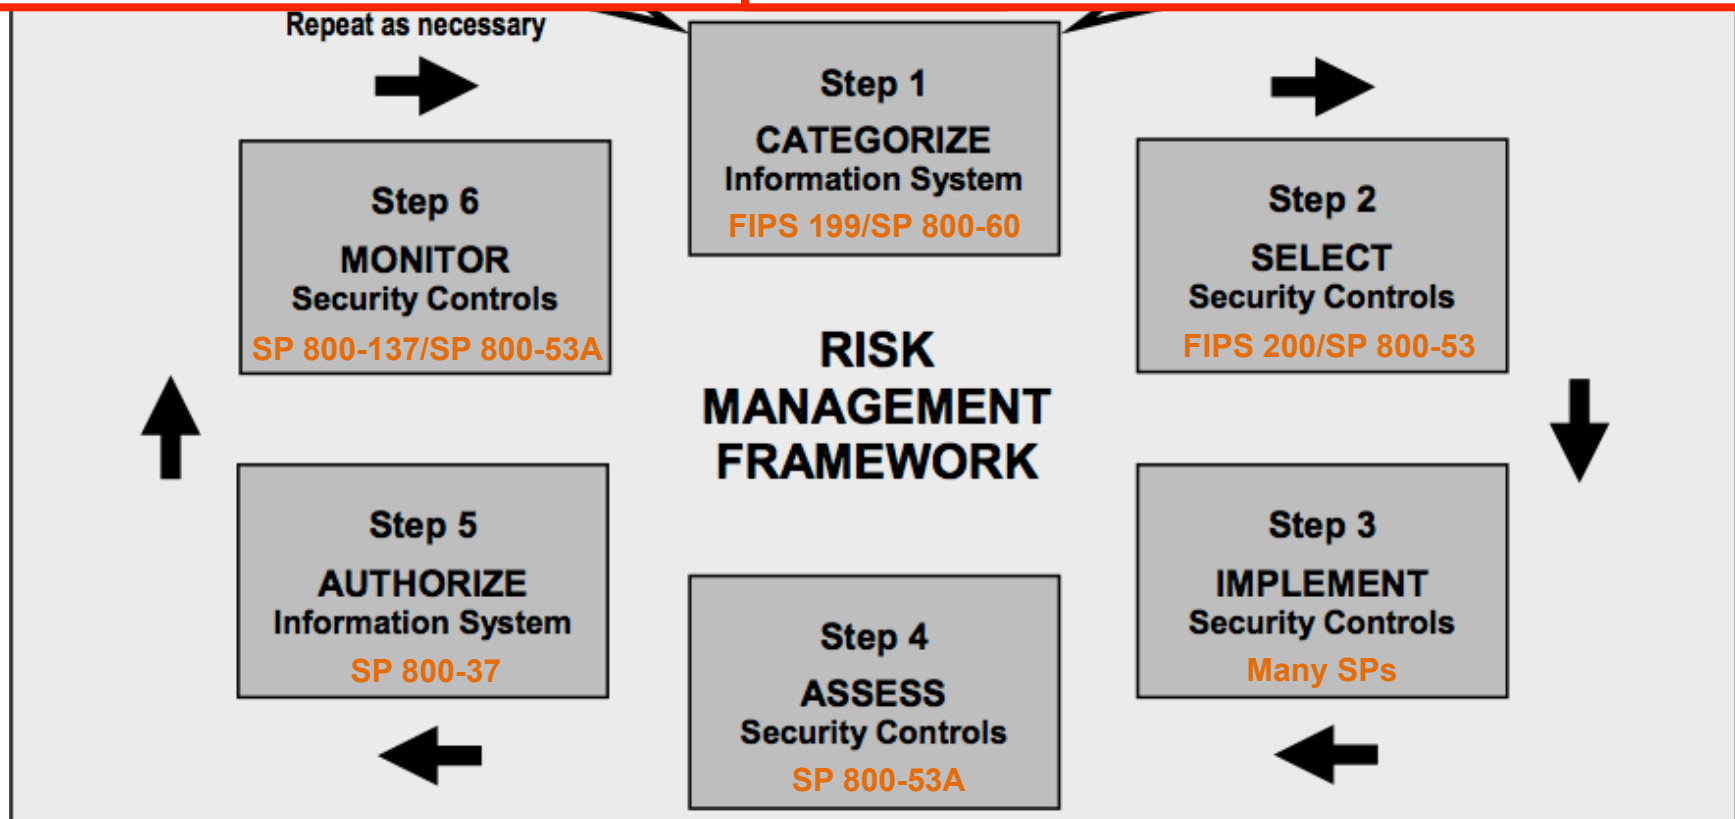 Repeat as necessary
Step 1
CATEGORIZE
Information System
FIPS 199/SP 800-60
Step 2
SELECT
Security Controls
FIPS 200/SP 800-53
Step 3
IMPLEMENT
Security Controls
Many SPs
Step 4
ASSESS
Security Controls
SP 800-53A
Step 5
AUTHORIZE
Information System
SP 800-37
Step 6
MONITOR
Security Controls
SP 800-137/SP 800-53A
RISK
MANAGEMENT
FRAMEWORK